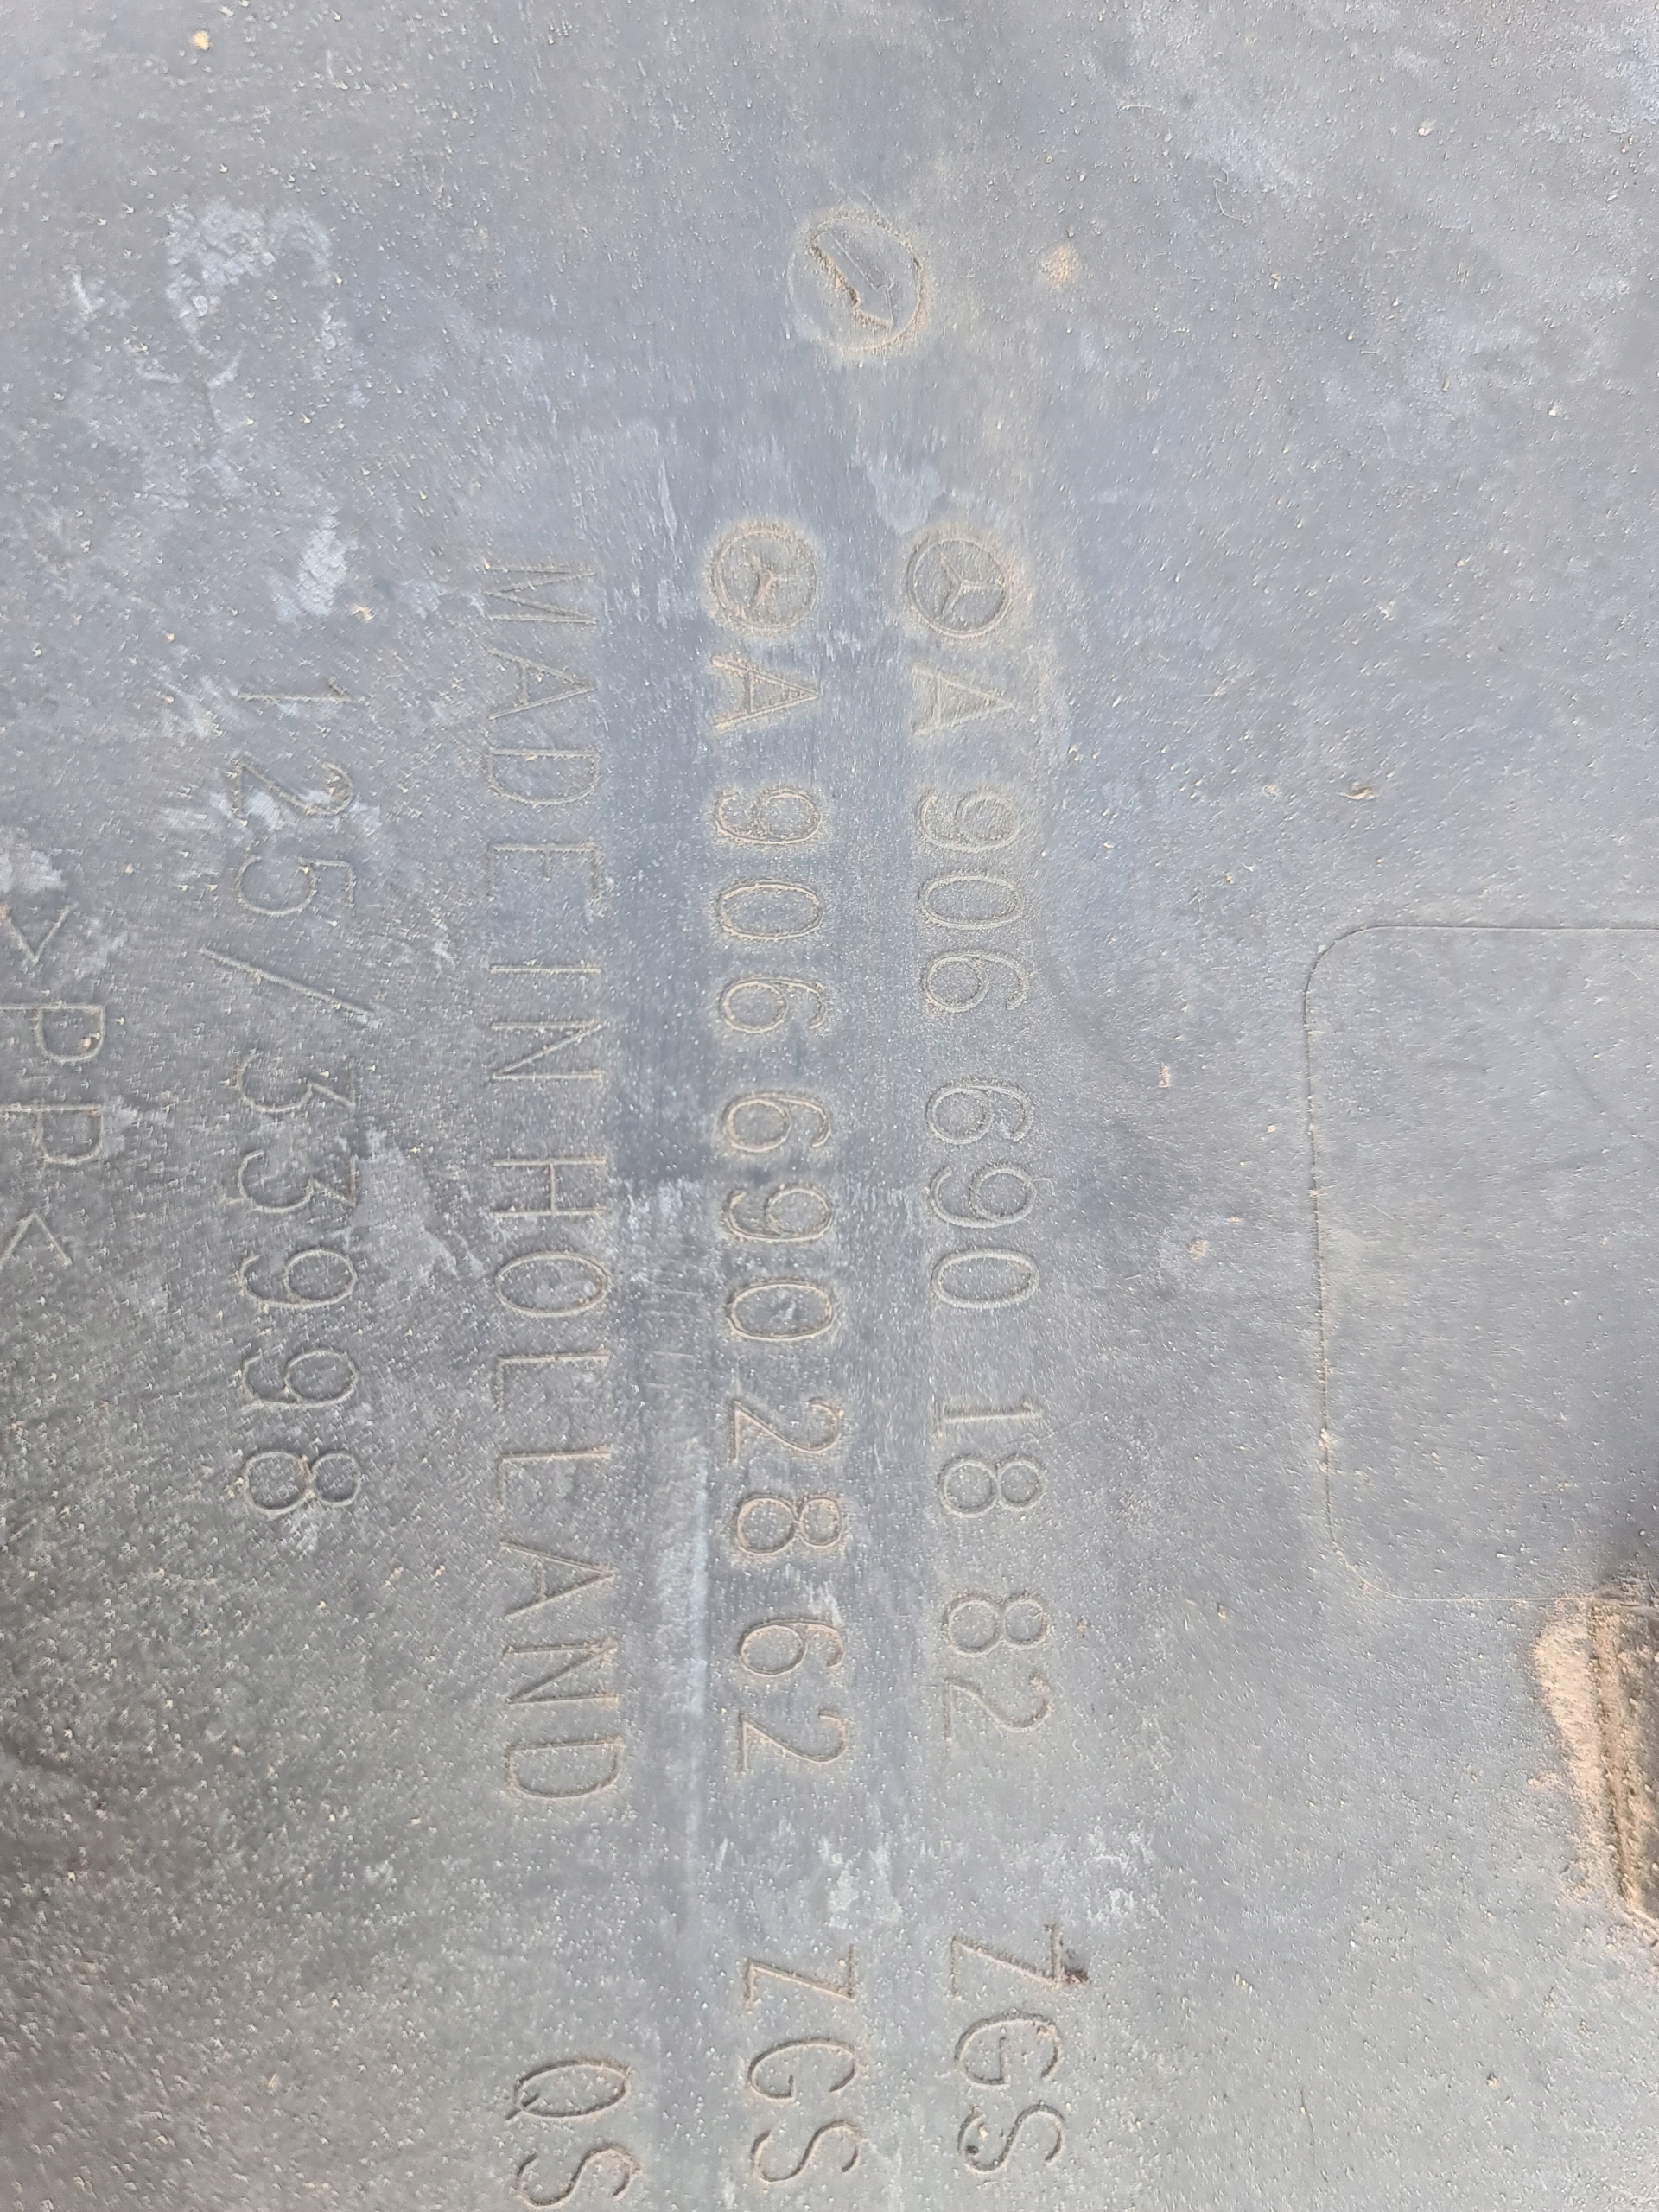 A 906 690 18 82 ZGS
A 906 690 28 62 ZGS
MADE IN HOLLAND QS
125/33998
>PP<